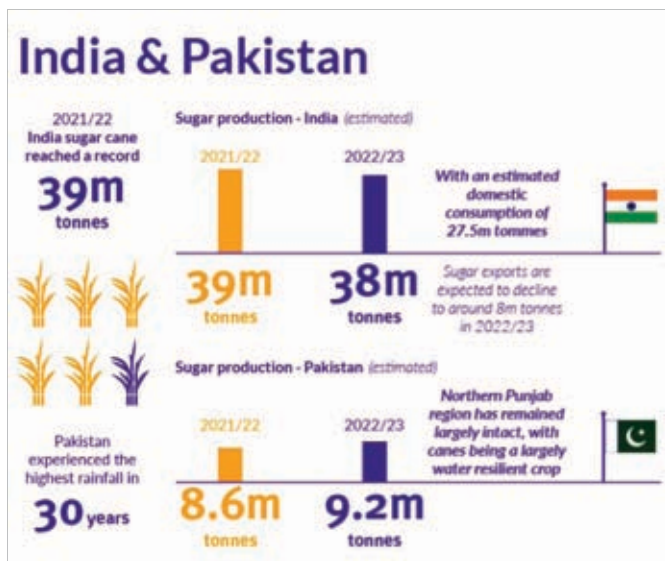 India & Pakistan
2021/22
India sugar cane
reached a record
39m
tonnes
Sugar production - India (estimated)
2021/22
2022/23
39m
tonnes
38m
tonnes
With an estimated
domestic
consumption of
27.5m tommes
Sugar exports are
expected to decline
to around 8m tonnes
in 2022/23
Pakistan
experienced the
highest rainfall in
30 years
Sugar production - Pakistan (estimated)
2021/22
2022/23
8.6m
tonnes
9.2m
tonnes
Northern Punjab
region has remained
largely intact, with
canes being a largely
water resilient crop